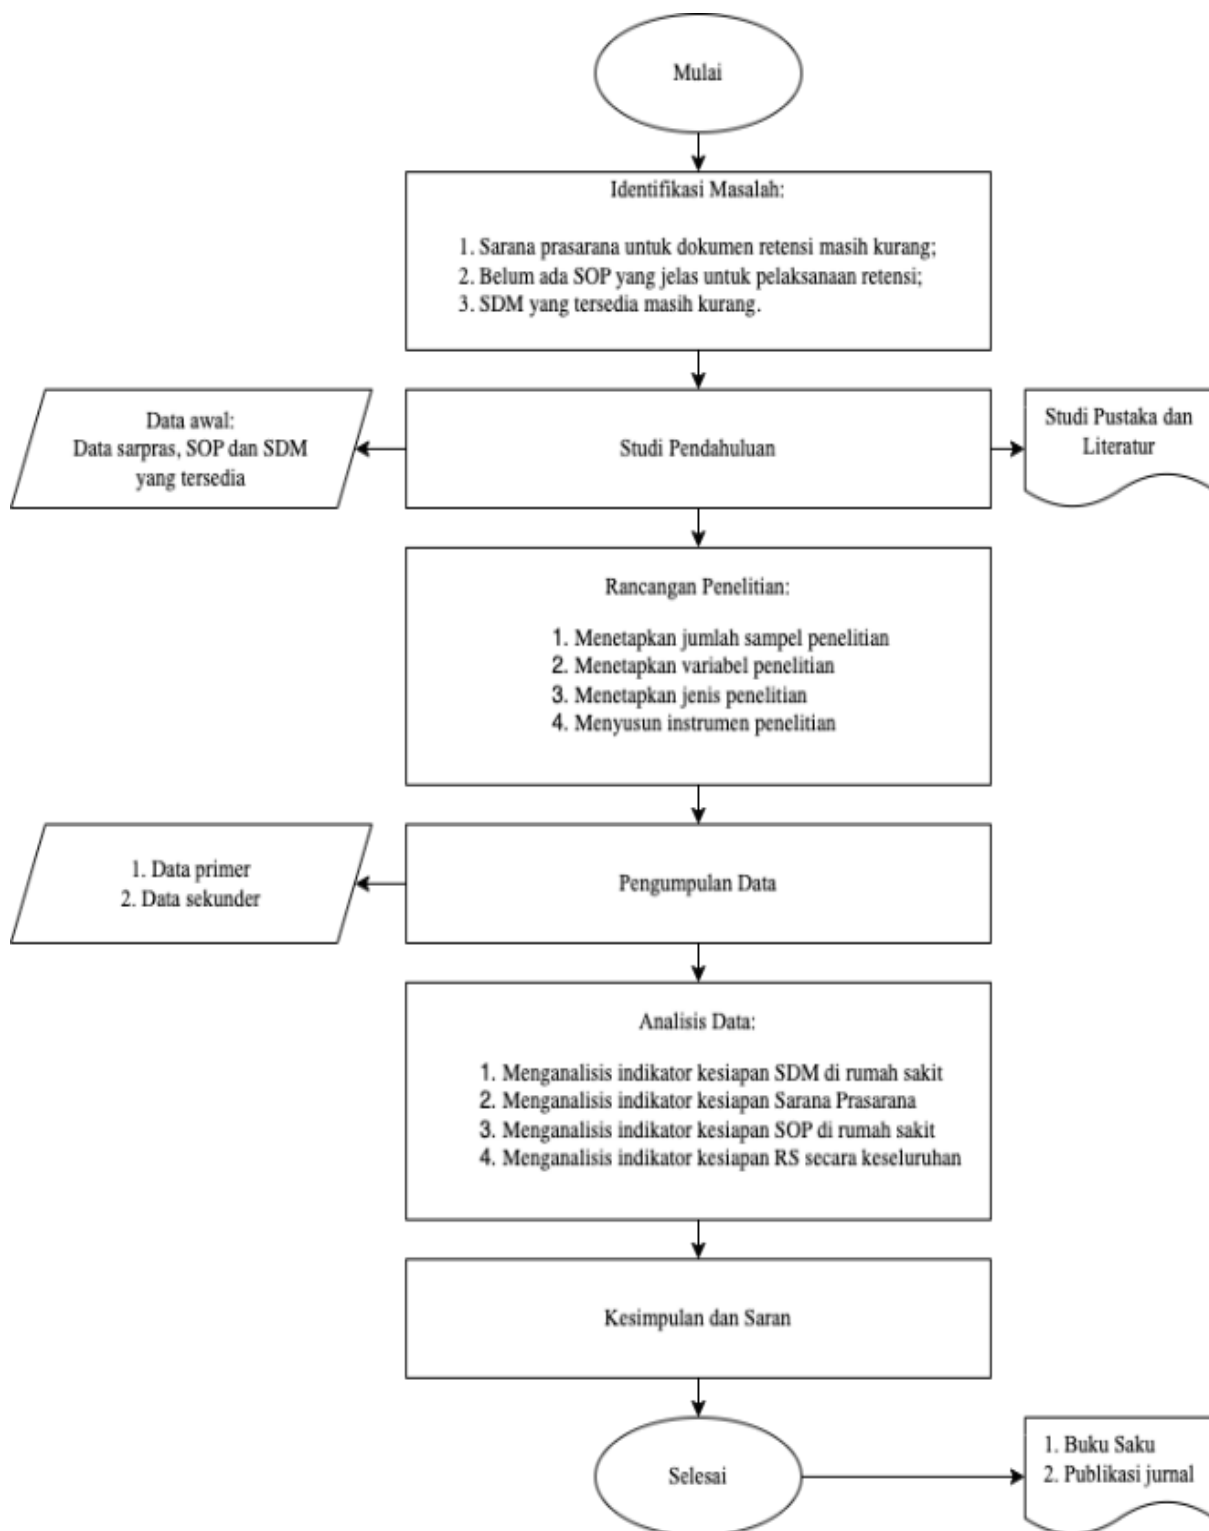 Mulai
Identifikasi Masalah:
1. Sarana prasarana untuk dokumen retensi masih kurang;
2. Belum ada SOP yang jelas untuk pelaksanaan retensi;
3. SDM yang tersedia masih kurang.
Data awal:
Data sarpras, SOP dan SDM
yang tersedia
Studi Pendahuluan
Studi Pustaka dan
Literatur
Rancangan Penelitian:
1. Menetapkan jumlah sampel penelitian
2. Menetapkan variabel penelitian
3. Menetapkan jenis penelitian
4. Menyusun instrumen penelitian
1. Data primer
2. Data sekunder
Pengumpulan Data
Analisis Data:
1. Menganalisis indikator kesiapan SDM di rumah sakit
2. Menganalisis indikator kesiapan Sarana Prasarana
3. Menganalisis indikator kesiapan SOP di rumah sakit
4. Menganalisis indikator kesiapan RS secara keseluruhan
Kesimpulan dan Saran
Selesai
1. Buku Saku
2. Publikasi jurnal